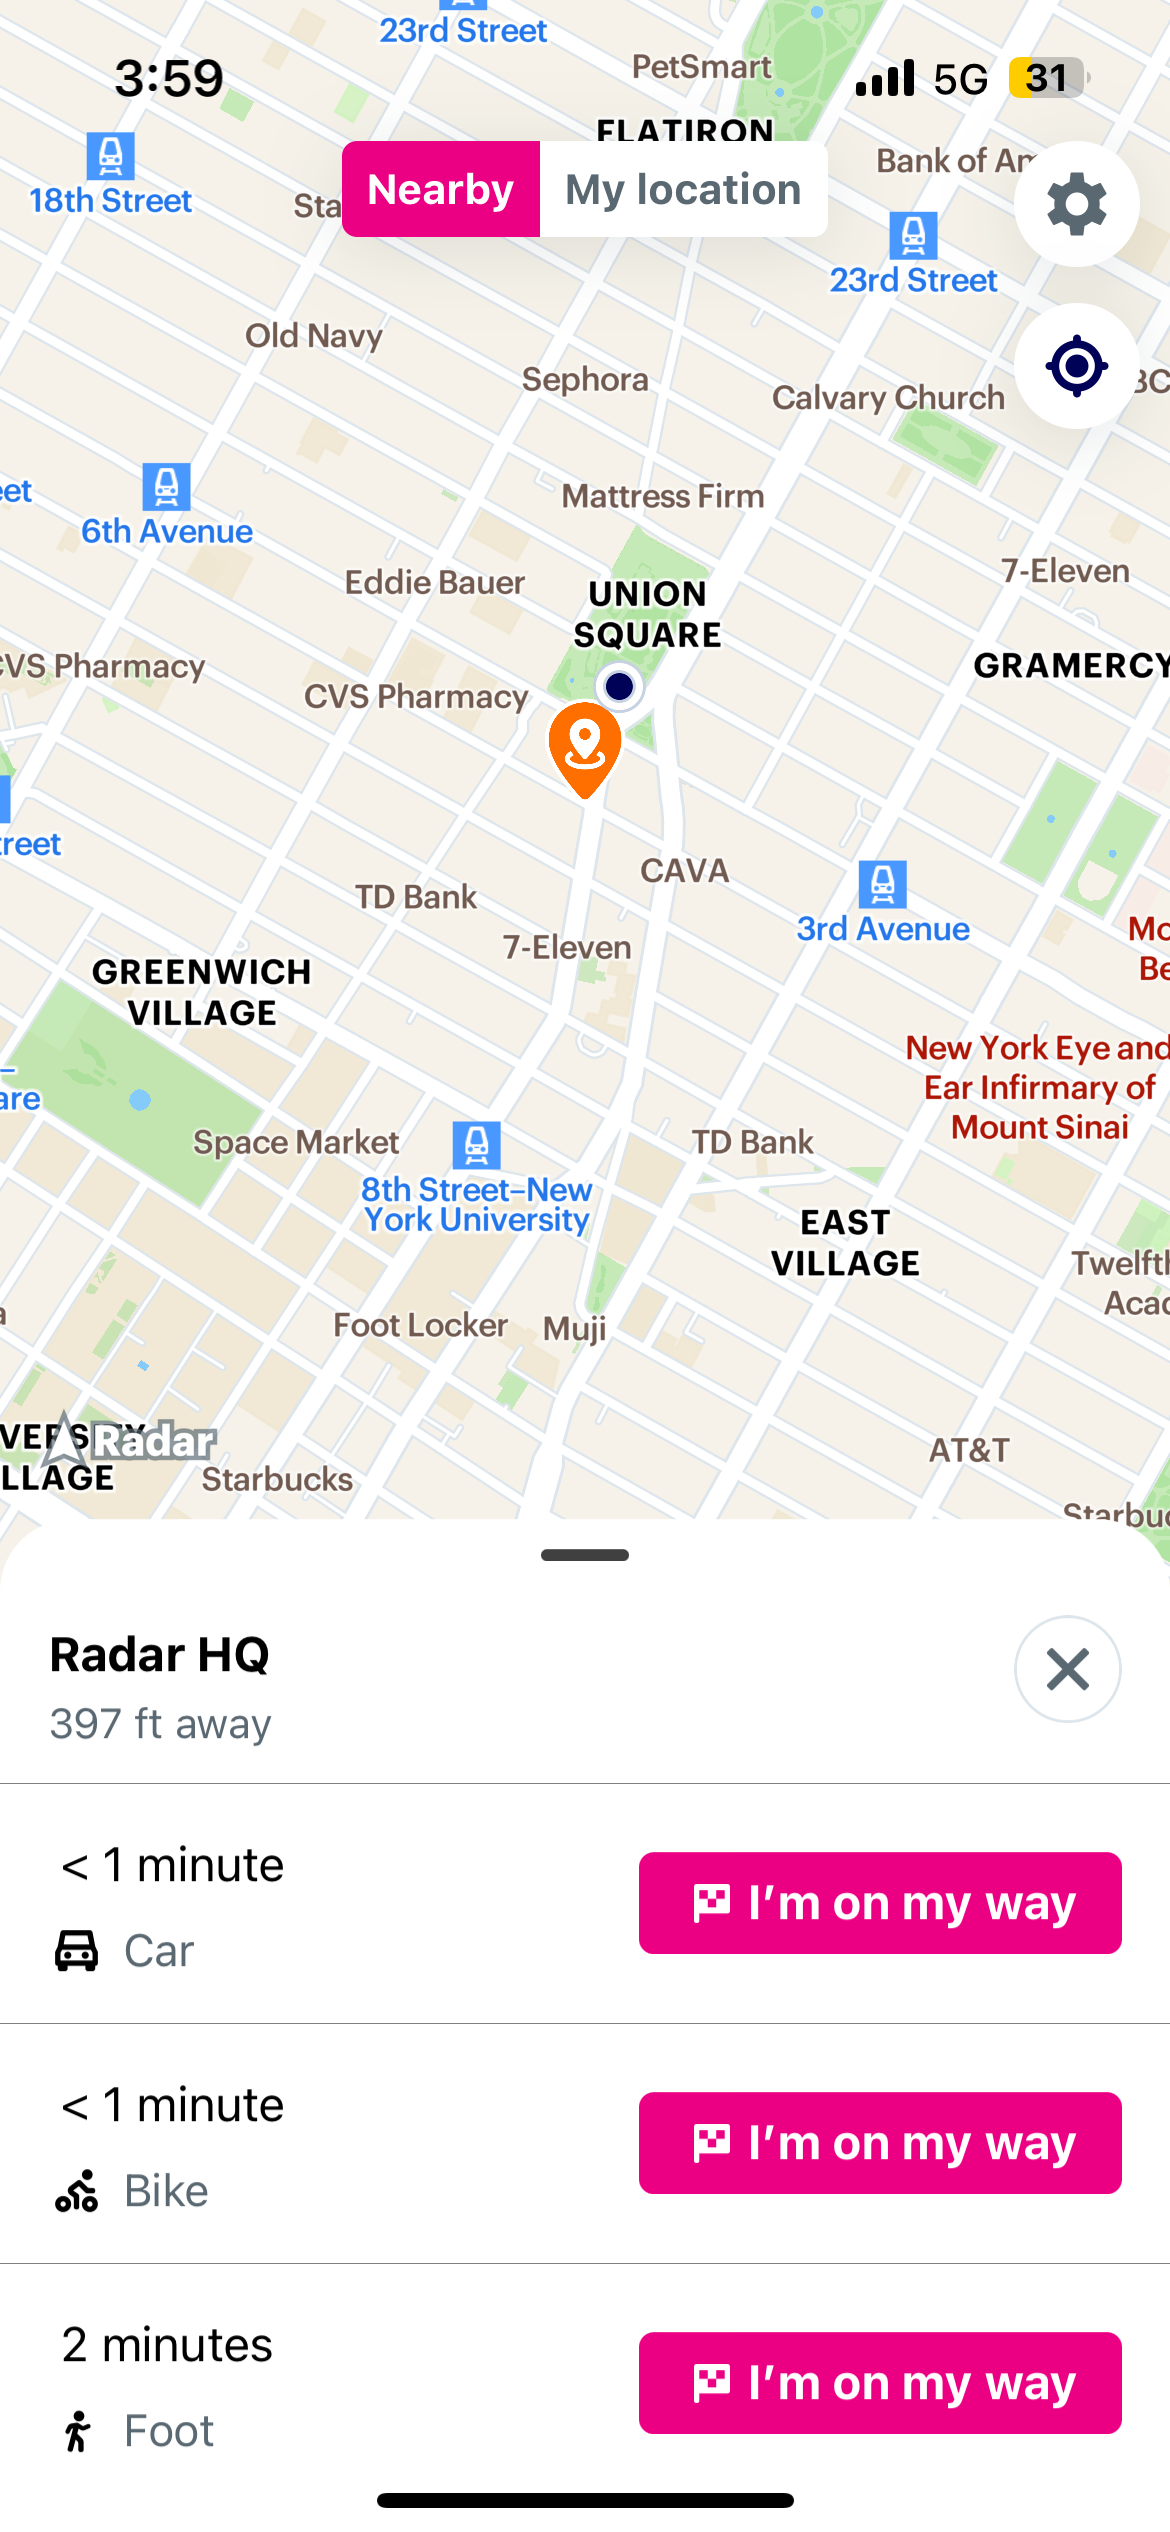 23rd Street
3:59
PetSmart
5G
31
FLATIRON
Bank of Am
18th Street
Sta
Nearby
My location
23rd Street
Old Navy
Sephora
Calvary Church
BC
eet
6th Avenue
Mattress Firm
Eddie Bauer
UNION
SQUARE
7-Eleven
CVS Pharmacy
CVS Pharmacy
GRAMERCY
reet
CAVA
TD Bank
3rd Avenue
7-Eleven
Mo
Be
GREENWICH
VILLAGE
New York Eye and
Ear Infirmary of
Mount Sinai
–
are
Space Market
TD Bank
8th Street–New
York University
EAST
VILLAGE
Twelfth
Acad
a
Foot Locker
Muji
VERSITY
LLAGE
Radar
Starbucks
AT&T
Starbuc
Radar HQ
397 ft away
< 1 minute
Car
I'm on my way
< 1 minute
Bike
I'm on my way
2 minutes
Foot
I'm on my way